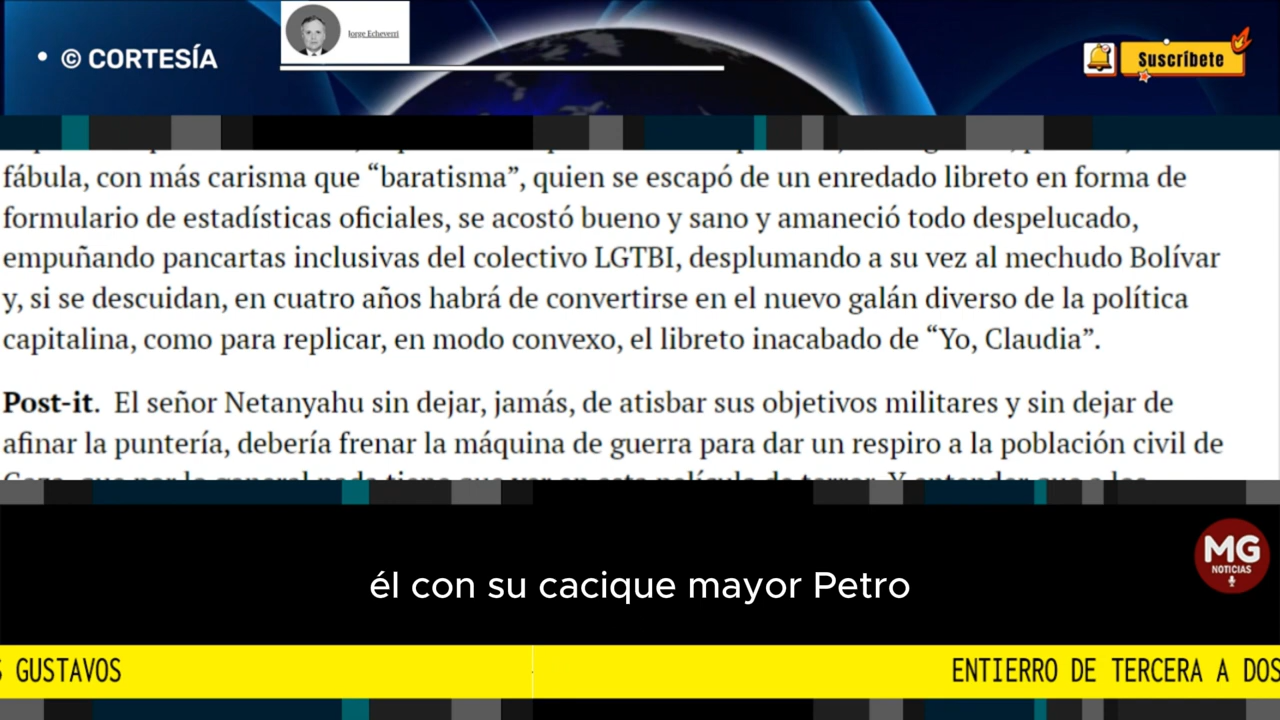 • © CORTESÍA
Jorge Echeverri
Suscríbete
fábula, con más carisma que “baratisma”, quien se escapó de un enredado libreto en forma de
formulario de estadísticas oficiales, se acostó bueno y sano y amaneció todo despelucado,
empuñando pancartas inclusivas del colectivo LGTBI, desplumando a su vez al mechudo Bolívar
y, si se descuidan, en cuatro años habrá de convertirse en el nuevo galán diverso de la política
capitalina, como para replicar, en modo convexo, el libreto inacabado de “Yo, Claudia”.
Post-it. El señor Netanyahu sin dejar, jamás, de atisbar sus objetivos militares y sin dejar de
afinar la puntería, debería frenar la máquina de guerra para dar un respiro a la población civil de
MG
NOTICIAS
él con su cacique mayor Petro
S GUSTAVOS
ENTIERRO DE TERCERA A DOS